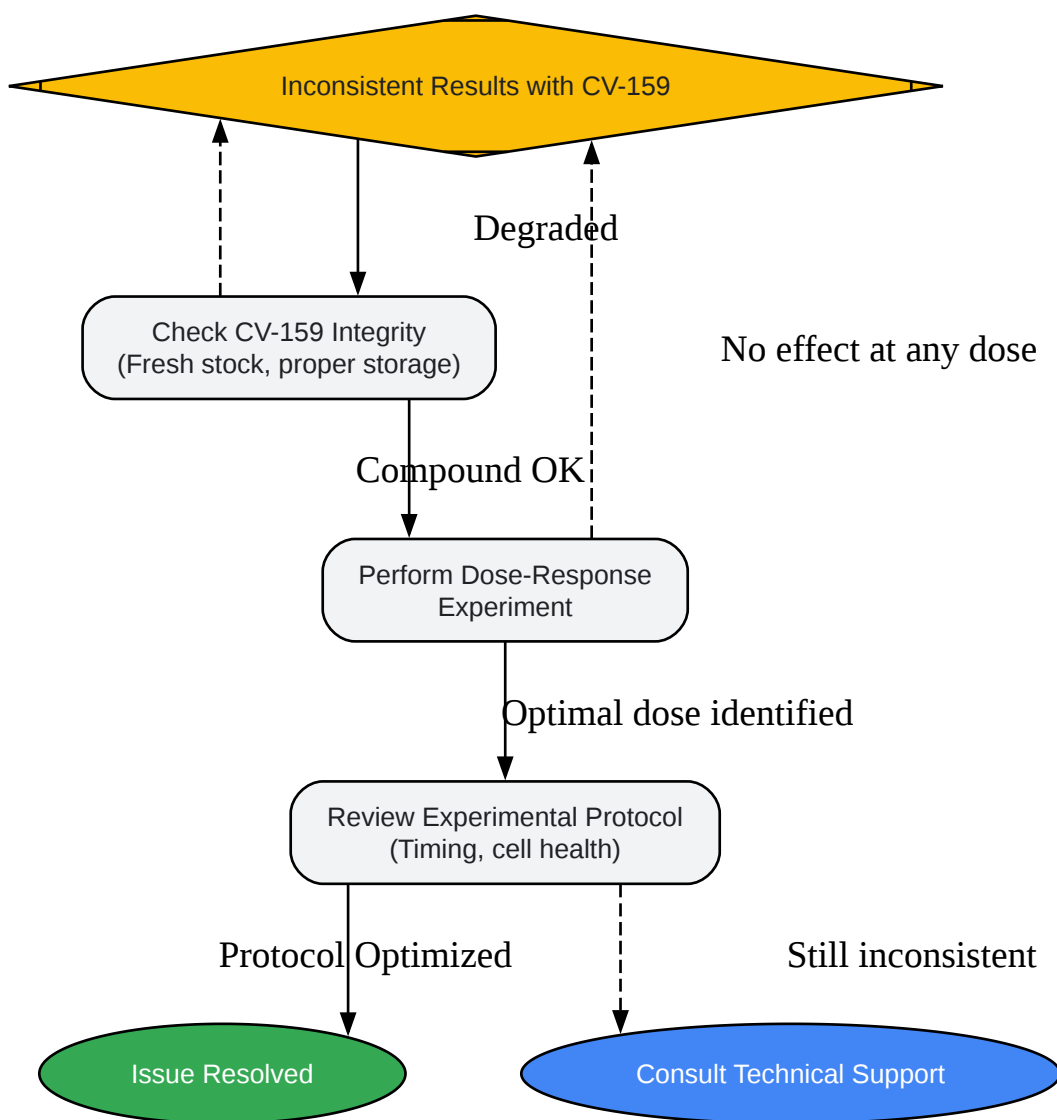 Inconsistent Results with CV-159
Degraded
Check CV-159 Integrity
(Fresh stock, proper storage)
No effect at any dose
Compound OK
Perform Dose-Response
Experiment
Optimal dose identified
Review Experimental Protocol
(Timing, cell health)
Protocol Optimized
Still inconsistent
Issue Resolved
Consult Technical Support